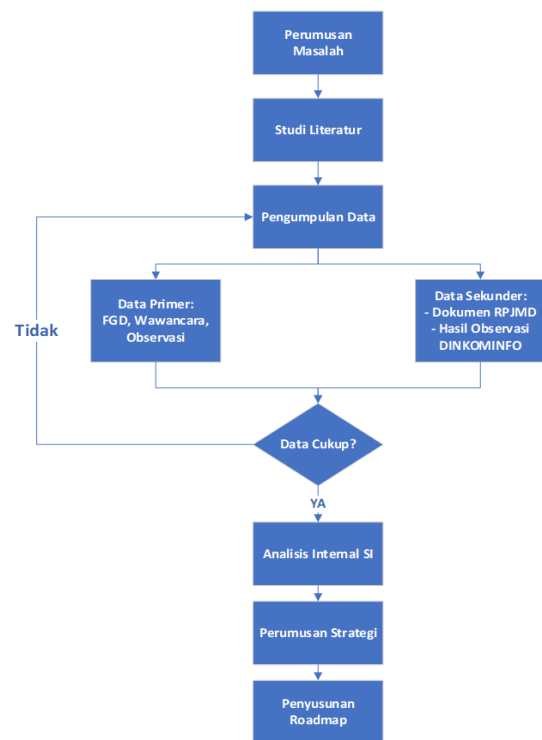 Perumusan
Masalah
Studi Literatur
Pengumpulan Data
Data Primer:
FGD, Wawancara,
Observasi
Data Sekunder:
- Dokumen RPJMD
- Hasil Observasi
DINKOMINFO
Tidak
Data Cukup?
YA
Analisis Internal SI
Perumusan Strategi
Penyusunan
Roadmap